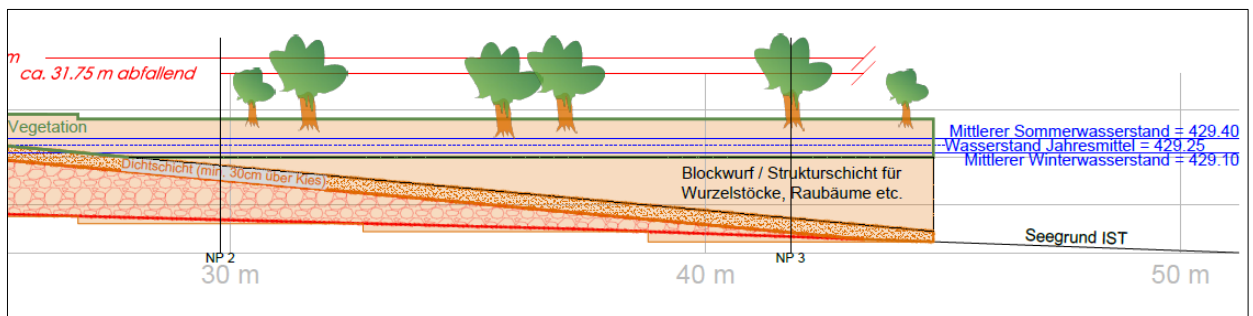 m
ca. 31.75 m abfallend
Vegetation
Mittlerer Sommerwasserstand = 429.40
Wasserstand Jahresmittel = 429.25
Mittlerer Winterwasserstand = 429.10
Dichtschicht (min. 30cm über Kies)
Blockwurf / Strukturschicht für
Wurzelstöcke, Raubäume etc.
Seegrund IST
NP 2
NP 3
30 m
40 m
50 m